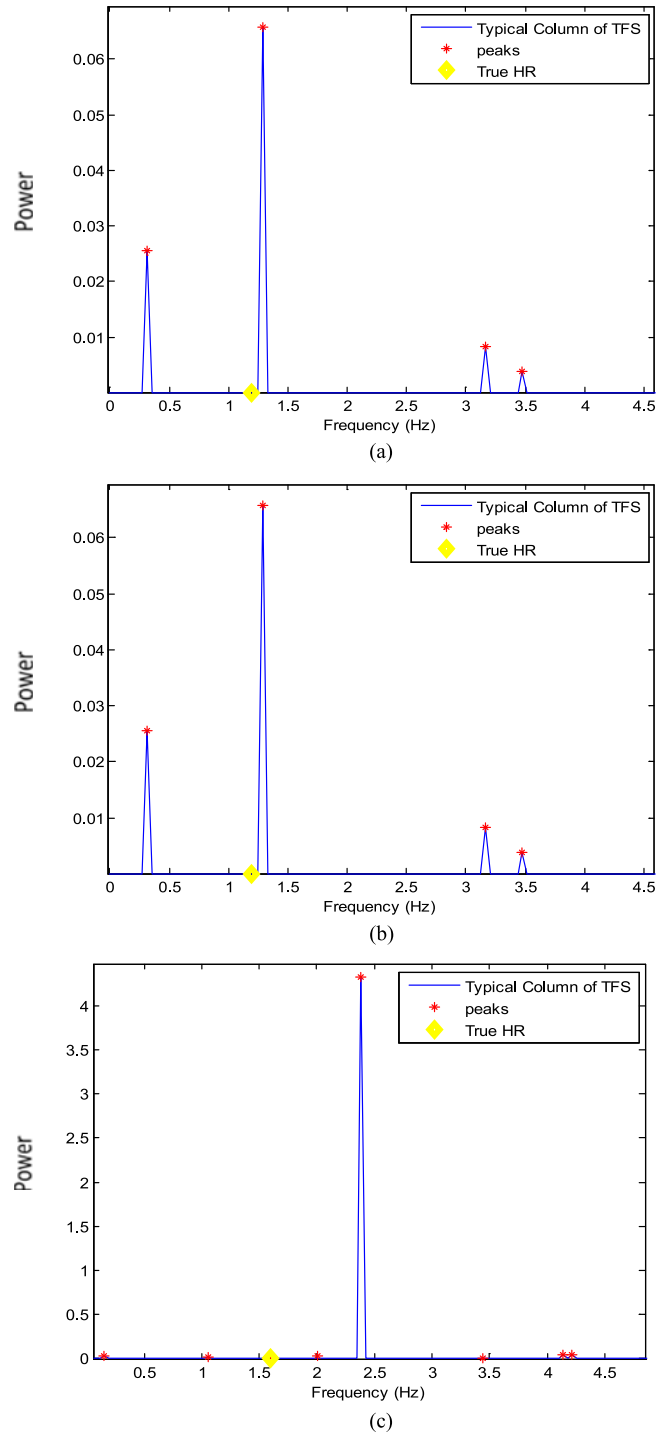 Typical Column of TFS
peaks
True HR
0.06
0.05
0.04
0.03
0.02
0.01
Power
0 0.5 1 1.5 2 2.5 3 3.5 4 4.5
Frequency (Hz)
(a)
Typical Column of TFS
peaks
True HR
0.06
0.05
0.04
0.03
0.02
0.01
Power
0 0.5 1 1.5 2 2.5 3 3.5 4 4.5
Frequency (Hz)
(b)
Typical Column of TFS
peaks
True HR
4
3.5
3
2.5
2
1.5
1
0.5
0
Power
0.5 1 1.5 2 2.5 3 3.5 4 4.5
Frequency (Hz)
(c)